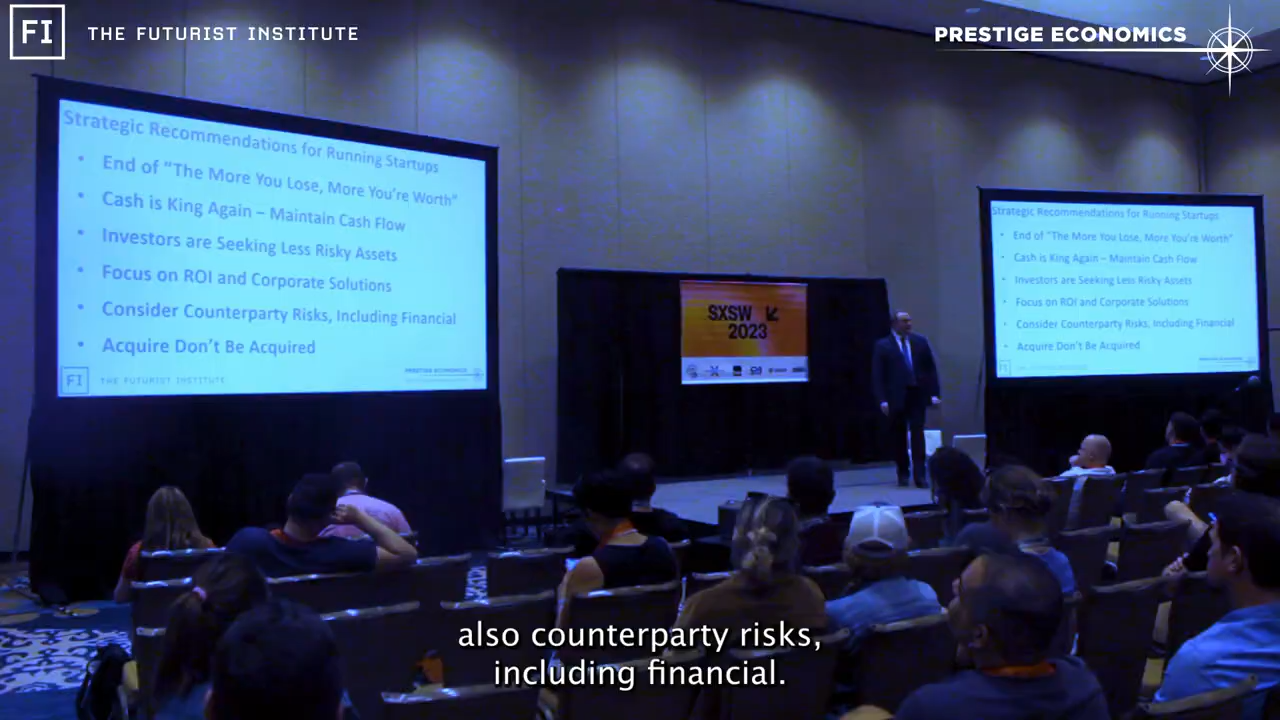 FI THE FUTURIST INSTITUTE
PRESTIGE ECONOMICS
Strategic Recommendations for Running Startups
• End of "The More You Lose, More You're Worth"
• Cash is King Again – Maintain Cash Flow
• Investors are Seeking Less Risky Assets
• Focus on ROI and Corporate Solutions
• Consider Counterparty Risks, Including Financial
• Acquire Don't Be Acquired
FI THE FUTURIST INSTITUTE
PRESTIGE ECONOMICS
SXSW
2023
Strategic Recommendations for Running Startups
• End of "The More You Lose, More You're Worth"
• Cash is King Again – Maintain Cash Flow
• Investors are Seeking Less Risky Assets
• Focus on ROI and Corporate Solutions
• Consider Counterparty Risks, Including Financial
• Acquire Don't Be Acquired
FI
PRESTIGE ECONOMICS
also counterparty risks,
including financial.